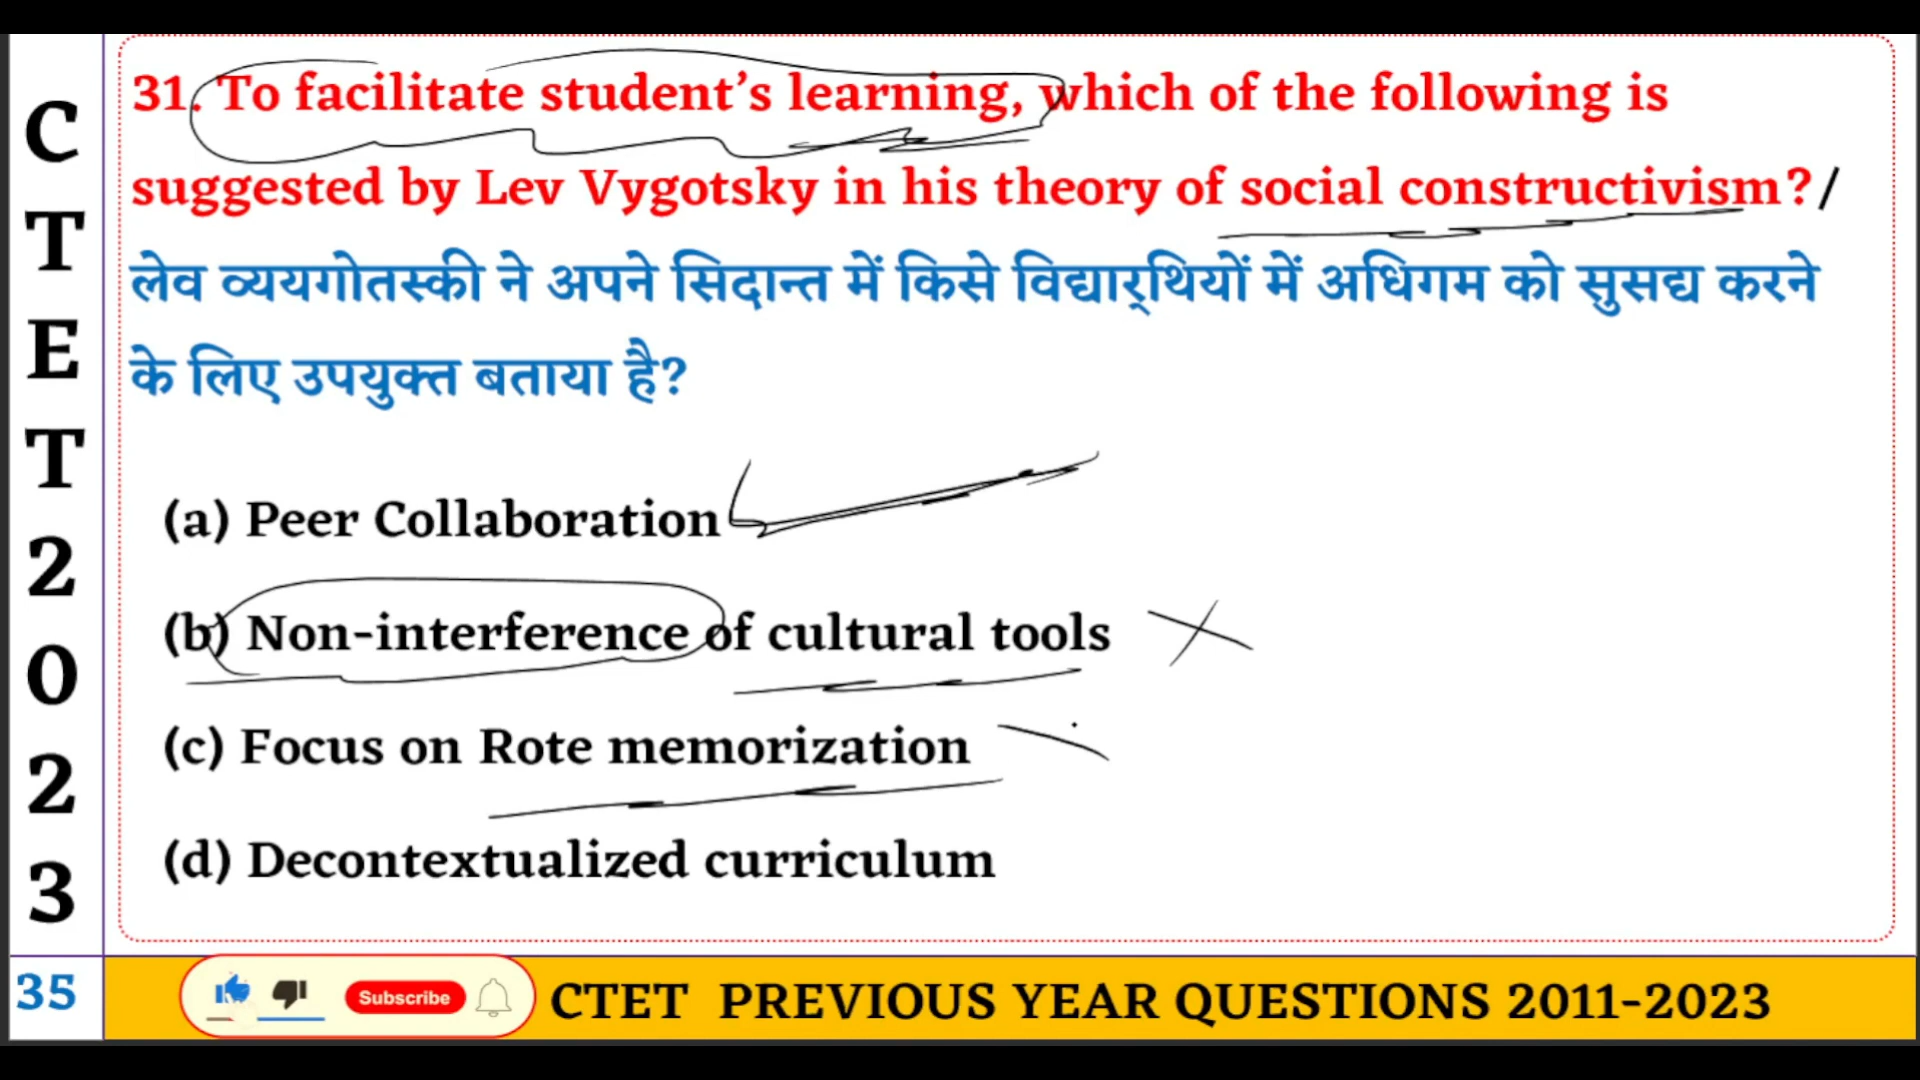 C
T
E
T
2
0
2
3
35
31. To facilitate student's learning, which of the following is
suggested by Lev Vygotsky in his theory of social constructivism?/
लेव व्ययगोतस्की ने अपने सिदान्त में किसे विद्यार्थियों में अधिगम को सुसद्य करने
के लिए उपयुक्त बताया है?
(a) Peer Collaboration
(b) Non-interference of cultural tools
(c) Focus on Rote memorization
(d) Decontextualized curriculum
Subscribe
CTET PREVIOUS YEAR QUESTIONS 2011-2023